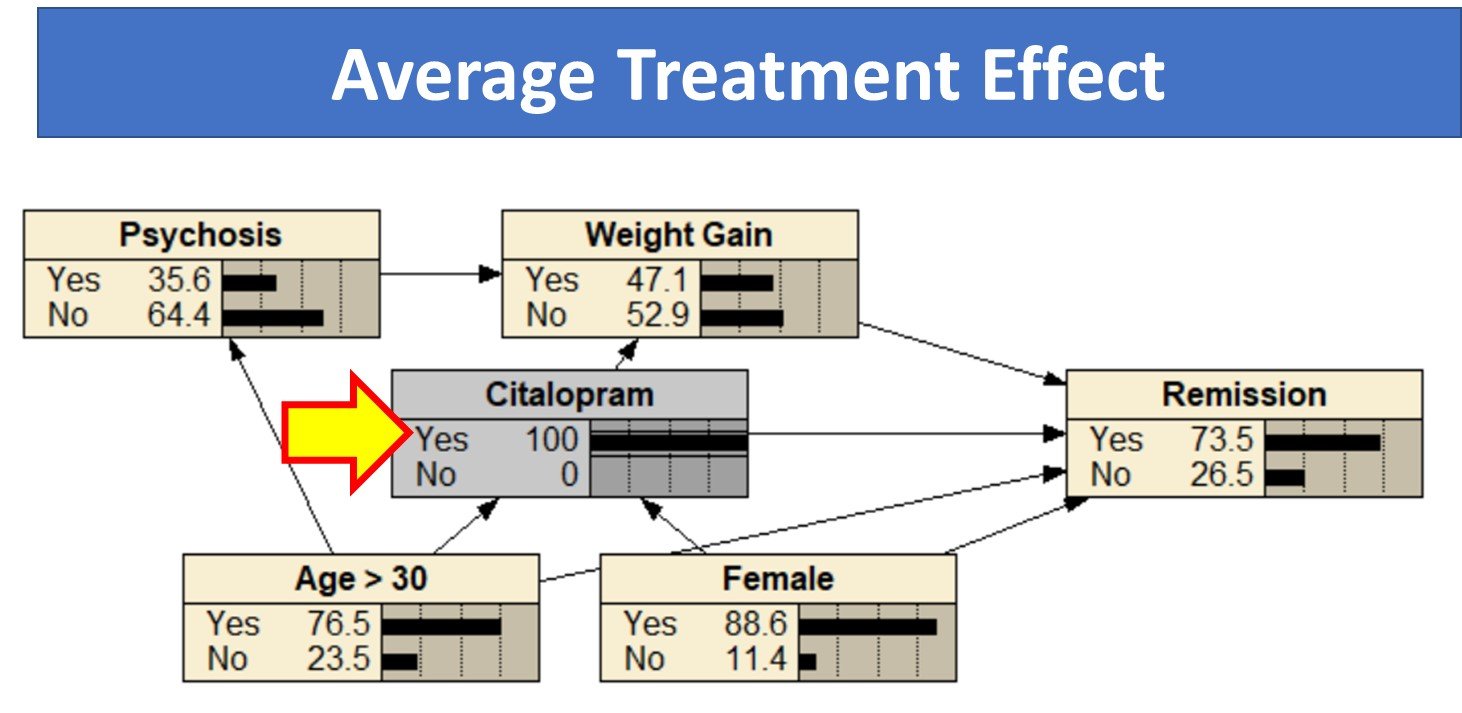 Average Treatment Effect
Psychosis
Yes 35.6
No 64.4
Weight Gain
Yes 47.1
No 52.9
Citalopram
Yes 100
No 0
Remission
Yes 73.5
No 26.5
Age > 30
Yes 76.5
No 23.5
Female
Yes 88.6
No 11.4